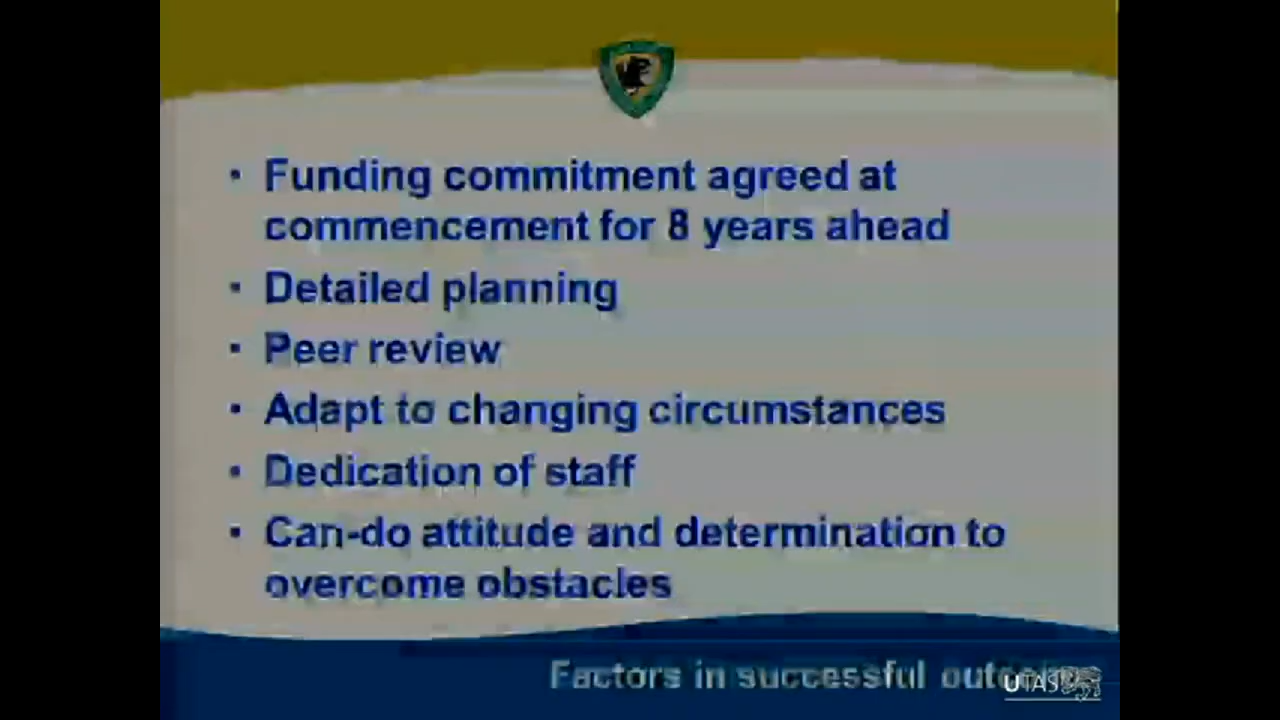 • Funding commitment agreed at
commencement for 8 years ahead
• Detailed planning
• Peer review
• Adapt to changing circumstances
• Dedication of staff
• Can-do attitude and determination to
overcome obstacles
Factors in successful
UTAS